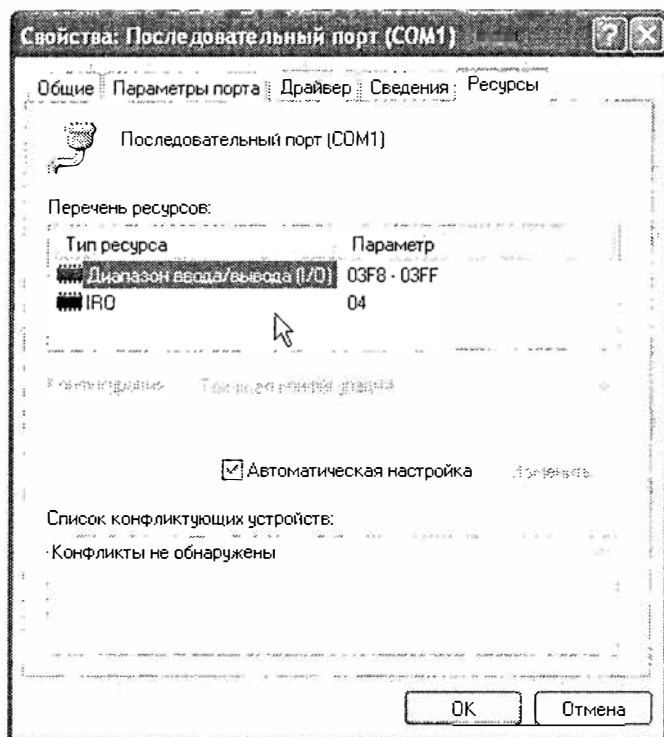 Свойства: Последовательный порт (COM1)
Общие Параметры порта Драйвер Сведения Ресурсы
Последовательный порт (COM1)
Перечень ресурсов:
Тип ресурса Параметр
Диапазон ввода/вывода (I/O) 03F8 - 03FF
IRQ 04
Автоматическая настройка Изменить
Список конфликтующих устройств:
Конфликты не обнаружены
OK Отмена